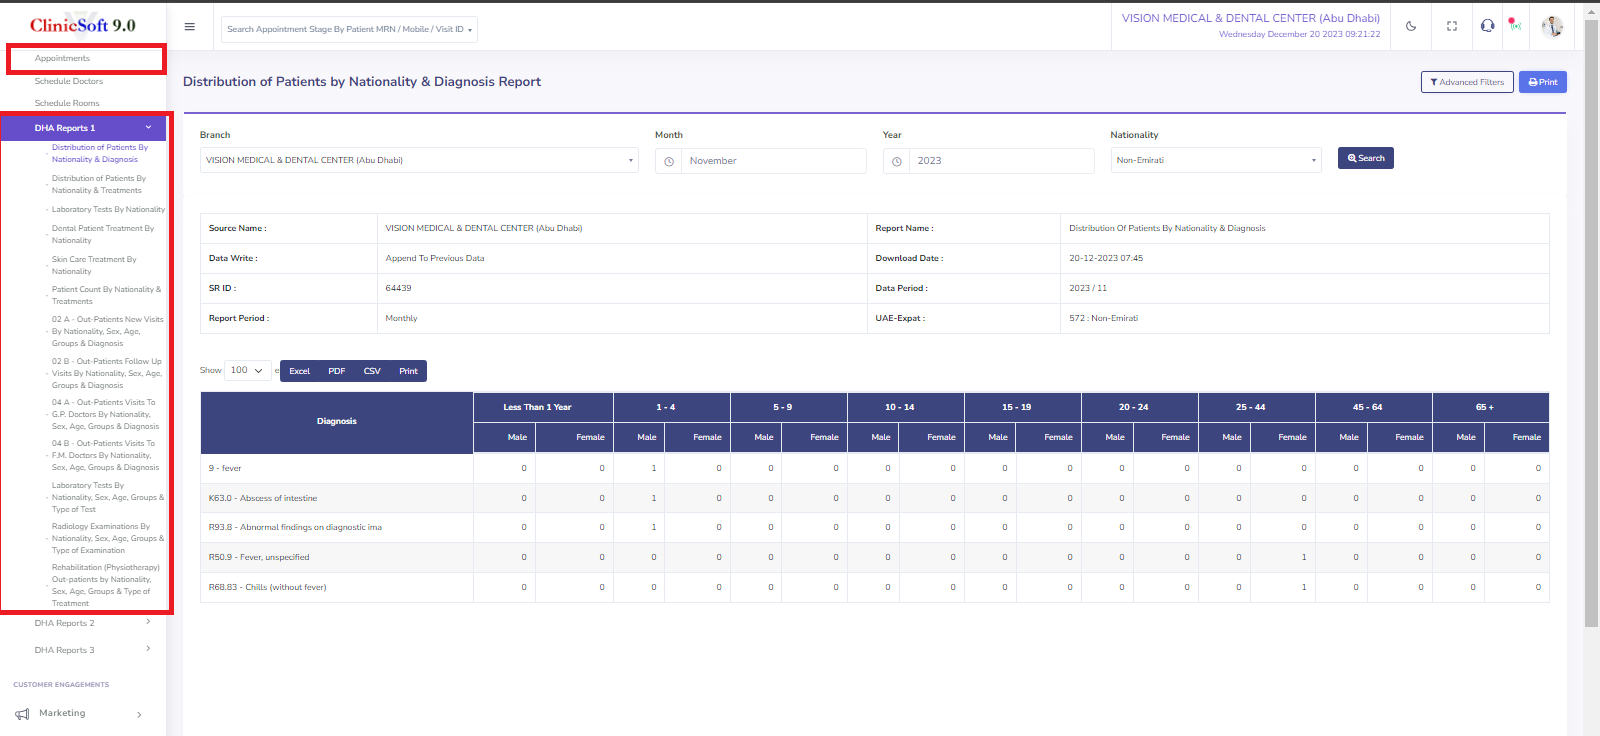 ClinicSoft 9.0
Search Appointment Stage By Patient MRN / Mobile / Visit ID
VISION MEDICAL & DENTAL CENTER (Abu Dhabi)
Wednesday December 20 2023 09:21:22
Appointments
Schedule Doctors
Schedule Rooms
DHA Reports 1
- Distribution of Patients By
Nationality & Diagnosis
- Distribution of Patients By
Nationality & Treatments
- Laboratory Tests By Nationality
- Dental Patient Treatment By
Nationality
- Skin Care Treatment By
Nationality
- Patient Count By Nationality &
Treatments
02 A - Out-Patients New Visits
- By Nationality, Sex, Age,
Groups & Diagnosis
02 B - Out-Patients Follow Up
- Visits By Nationality, Sex, Age,
Groups & Diagnosis
04 A - Out-Patients Visits To
- G.P. Doctors By Nationality,
Sex, Age, Groups & Diagnosis
04 B - Out-Patients Visits To
- F.M. Doctors By Nationality,
Sex, Age, Groups & Diagnosis
Laboratory Tests By
- Nationality, Sex, Age, Groups &
Type of Test
Radiology Examinations By
- Nationality, Sex, Age, Groups &
Type of Examination
Rehabilitation (Physiotherapy)
- Out-patients by Nationality,
Sex, Age, Groups & Type of
Treatment
DHA Reports 2
DHA Reports 3
CUSTOMER ENGAGEMENTS
Marketing
Distribution of Patients by Nationality & Diagnosis Report
Advanced Filters Print
Branch Month Year Nationality
VISION MEDICAL & DENTAL CENTER (Abu Dhabi) November 2023 Non-Emirati Search
Source Name : VISION MEDICAL & DENTAL CENTER (Abu Dhabi) Report Name : Distribution Of Patients By Nationality & Diagnosis
Data Write : Append To Previous Data Download Date : 20-12-2023 07:45
SR ID : 64439 Data Period : 2023 / 11
Report Period : Monthly UAE-Expat : 572 : Non-Emirati
Show 100 e Excel PDF CSV Print
Diagnosis Less Than 1 Year 1 - 4 5 - 9 10 - 14 15 - 19 20 - 24 25 - 44 45 - 64 65 +
Male Female Male Female Male Female Male Female Male Female Male Female Male Female Male Female Male Female
9 - fever 0 0 1 0 0 0 0 0 0 0 0 0 0 0 0 0 0 0
K63.0 - Abscess of intestine 0 0 1 0 0 0 0 0 0 0 0 0 0 0 0 0 0 0
R93.8 - Abnormal findings on diagnostic ima 0 0 1 0 0 0 0 0 0 0 0 0 0 0 0 0 0 0
R50.9 - Fever, unspecified 0 0 0 0 0 0 0 0 0 0 0 0 0 1 0 0 0 0
R68.83 - Chills (without fever) 0 0 0 0 0 0 0 0 0 0 0 0 0 1 0 0 0 0